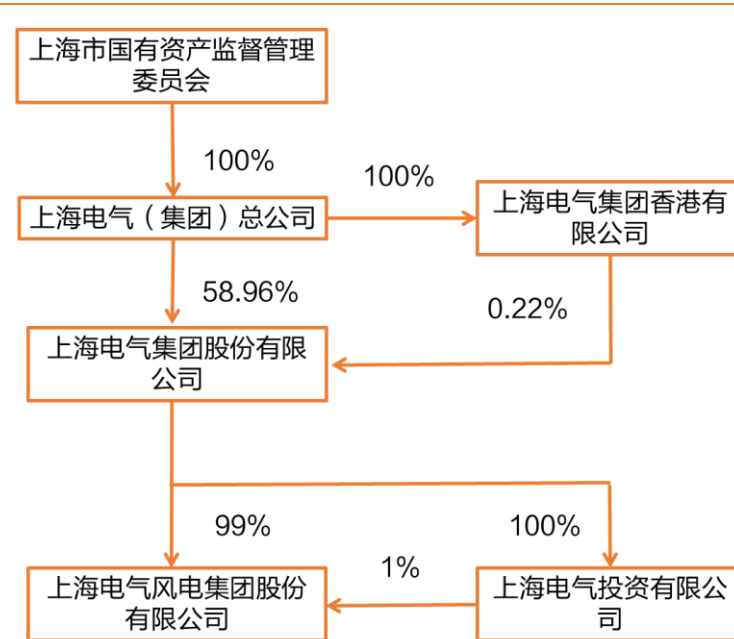 上海市国有资产监督管理
委员会
100%
100%
上海电气（集团）总公司
上海电气集团香港有
限公司
58.96%
0.22%
上海电气集团股份有限
公司
99%
100%
1%
上海电气风电集团股份
有限公司
上海电气投资有限公
司